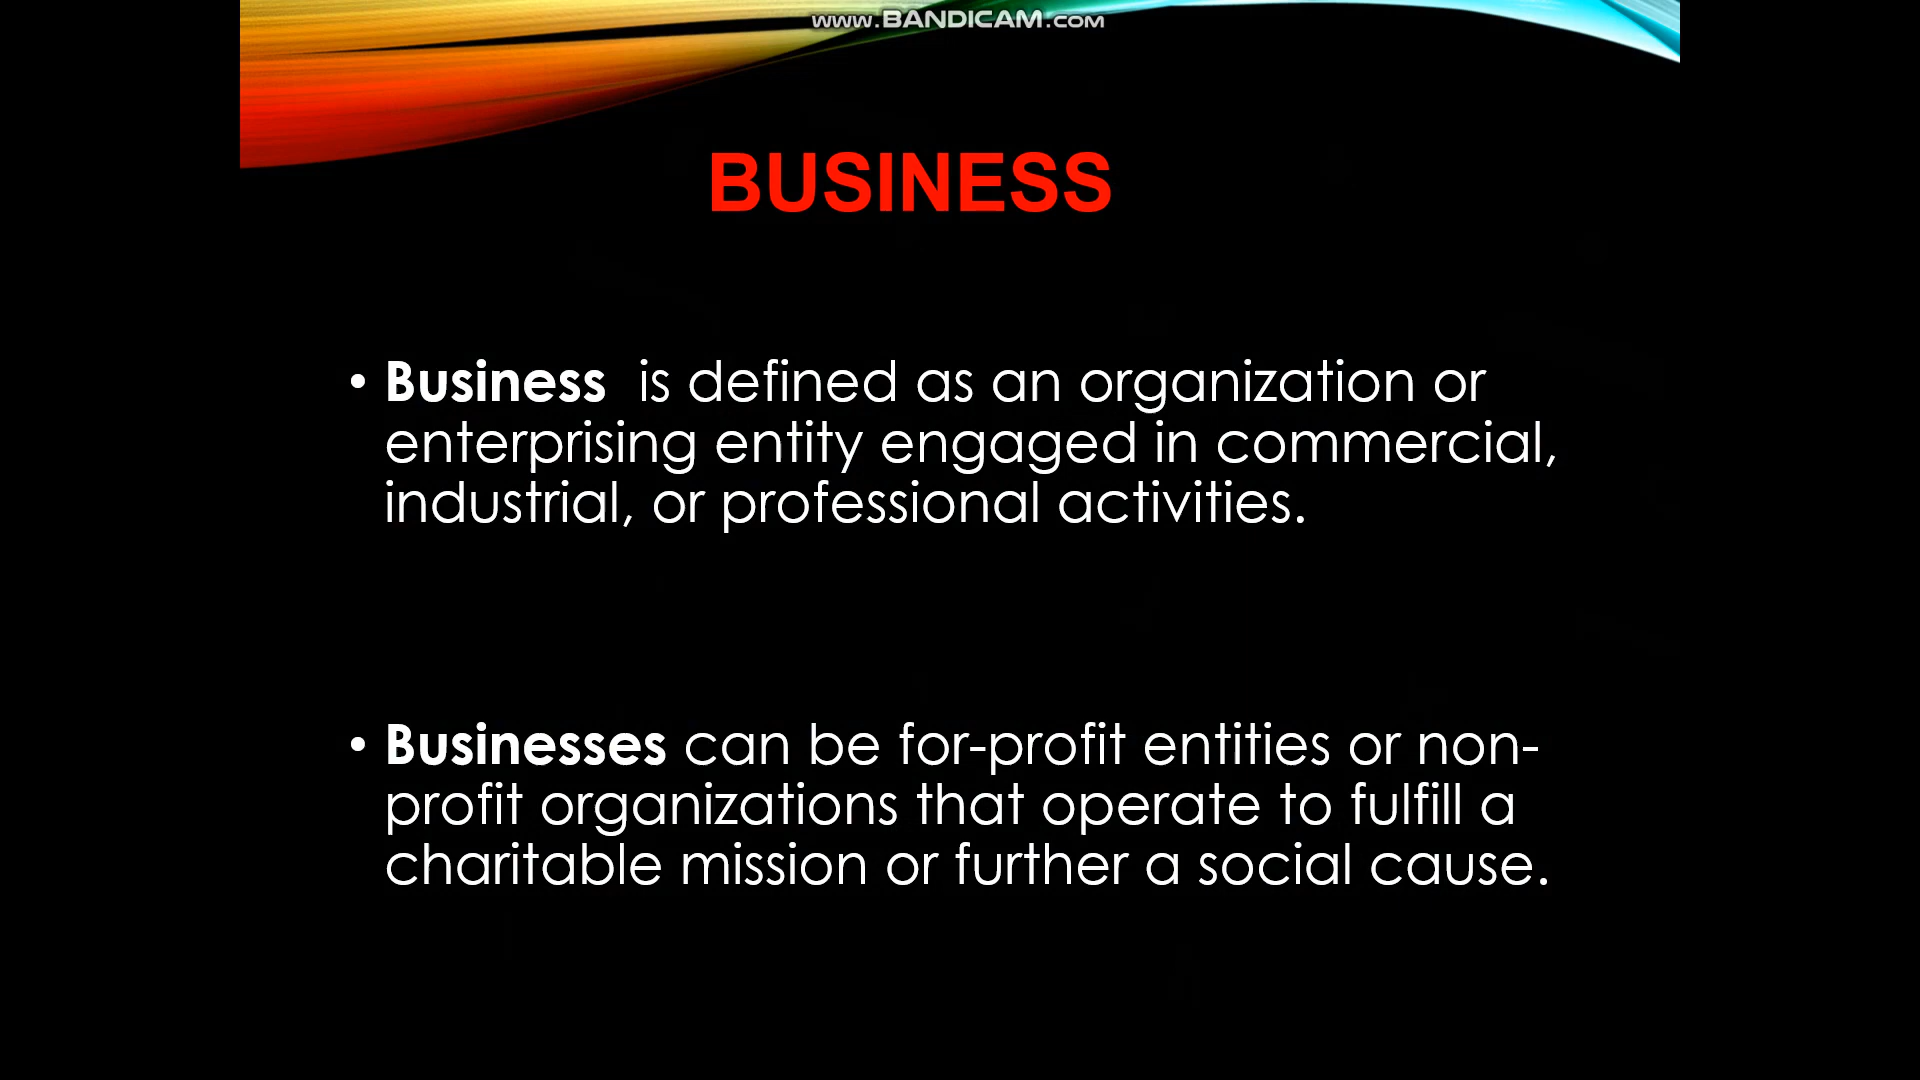 www.BANDICAM.com
BUSINESS
• Business  is defined as an organization or
enterprising entity engaged in commercial,
industrial, or professional activities.
• Businesses can be for-profit entities or non-
profit organizations that operate to fulfill a
charitable mission or further a social cause.